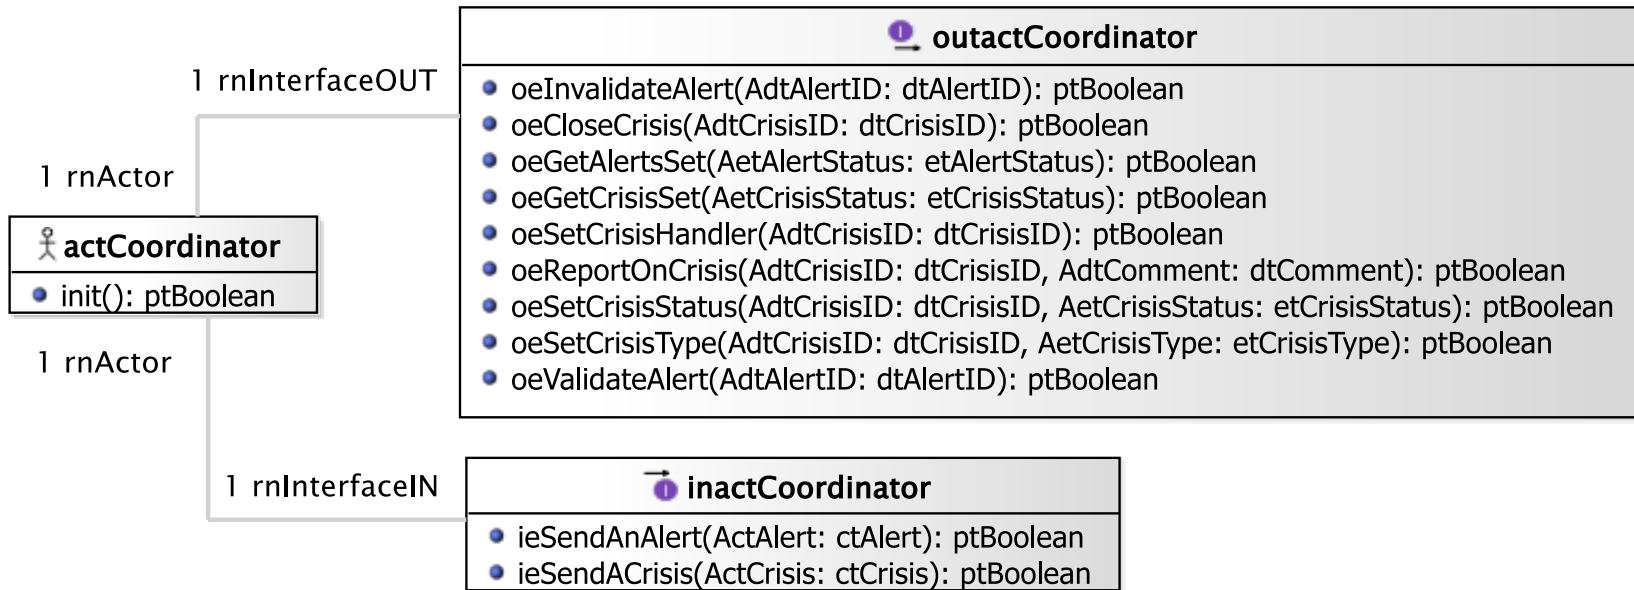 outactCoordinator
1 rnInterfaceOUT
oeInvalidateAlert(AdtAlertID: dtAlertID): ptBoolean
oeCloseCrisis(AdtCrisisID: dtCrisisID): ptBoolean
oeGetAlertsSet(AetAlertStatus: etAlertStatus): ptBoolean
oeGetCrisisSet(AetCrisisStatus: etCrisisStatus): ptBoolean
oeSetCrisisHandler(AdtCrisisID: dtCrisisID): ptBoolean
oeReportOnCrisis(AdtCrisisID: dtCrisisID, AdtComment: dtComment): ptBoolean
oeSetCrisisStatus(AdtCrisisID: dtCrisisID, AetCrisisStatus: etCrisisStatus): ptBoolean
oeSetCrisisType(AdtCrisisID: dtCrisisID, AetCrisisType: etCrisisType): ptBoolean
oeValidateAlert(AdtAlertID: dtAlertID): ptBoolean
1 rnActor
actCoordinator
init(): ptBoolean
1 rnActor
1 rnInterfaceIN
inactCoordinator
ieSendAnAlert(ActAlert: ctAlert): ptBoolean
ieSendACrisis(ActCrisis: ctCrisis): ptBoolean